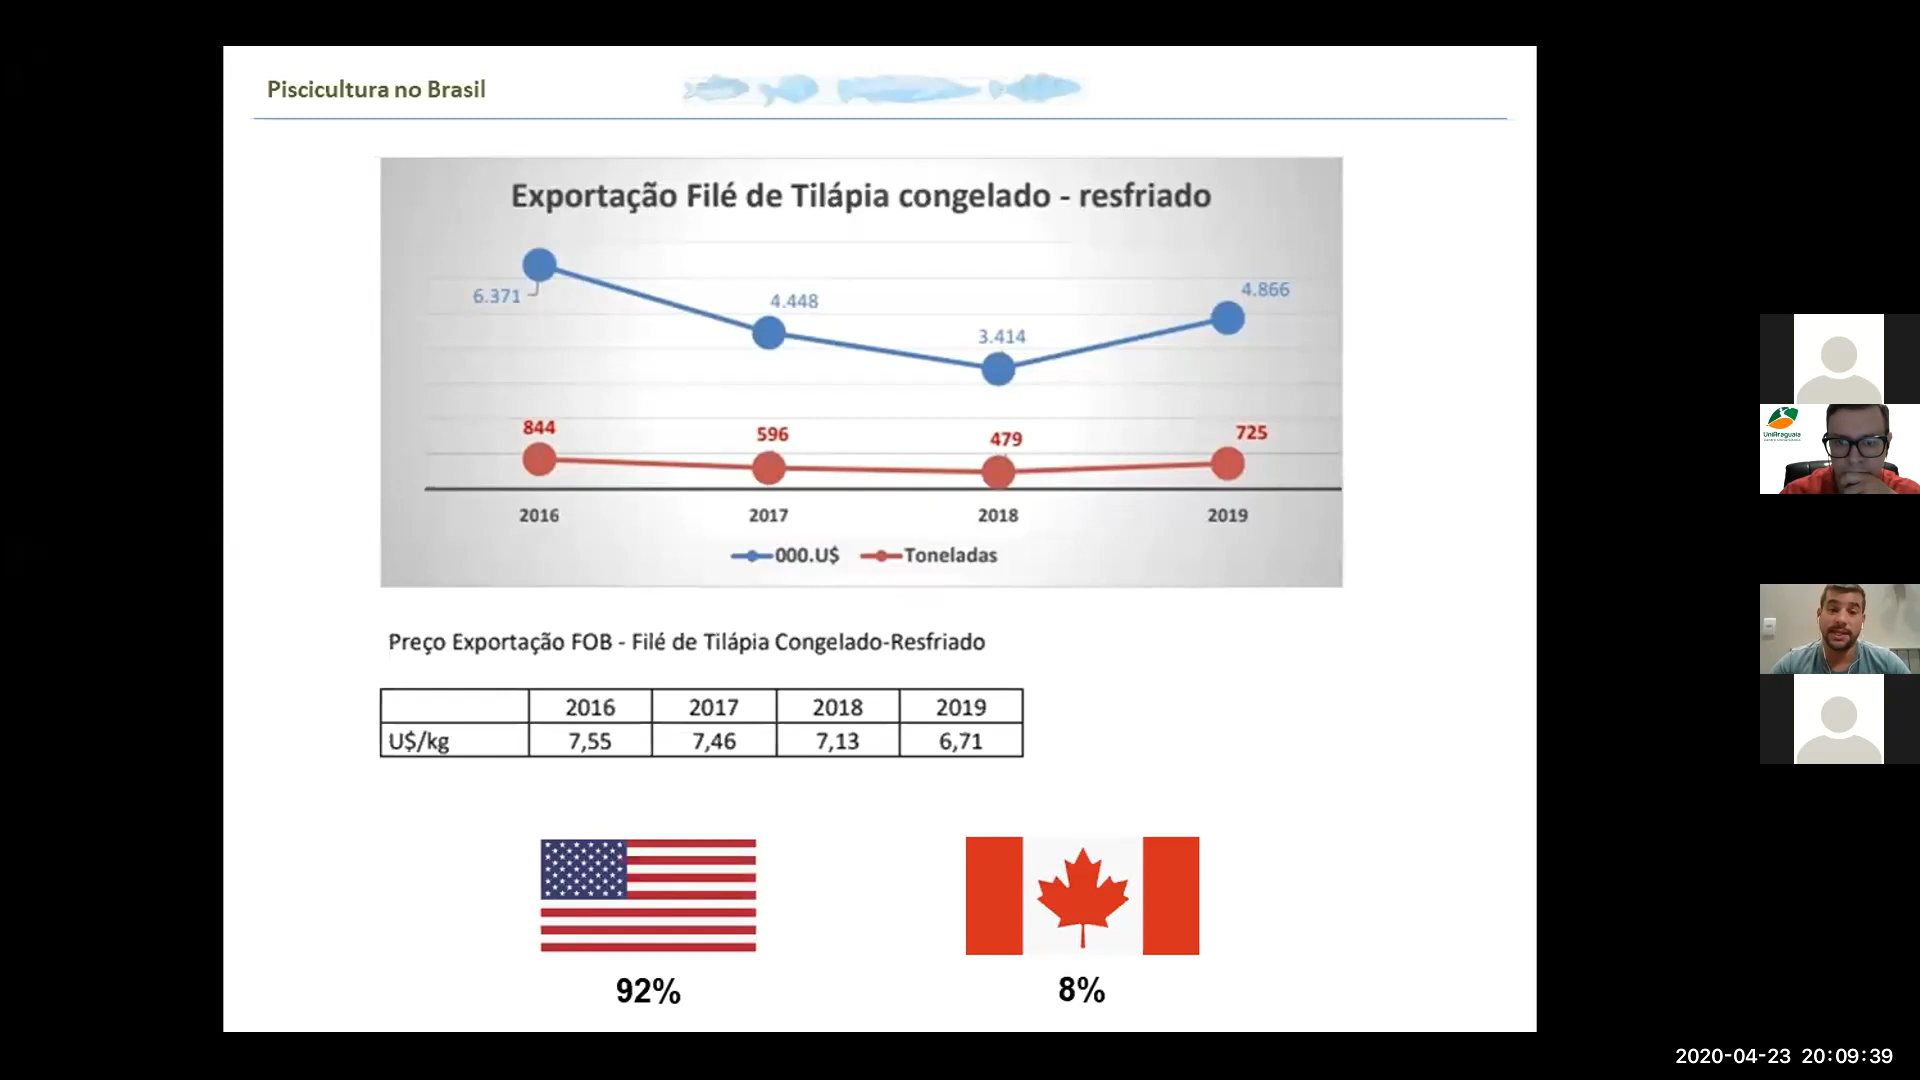 Piscicultura no Brasil
Exportação Filé de Tilápia congelado - resfriado
6.371
4.448
3.414
4.866
844
596
479
725
2016 2017 2018 2019
000.U$ Toneladas
Preço Exportação FOB - Filé de Tilápia Congelado-Resfriado
2016 2017 2018 2019
U$/kg 7,55 7,46 7,13 6,71
92% 8%
UniAraguaia
2020-04-23 20:09:39